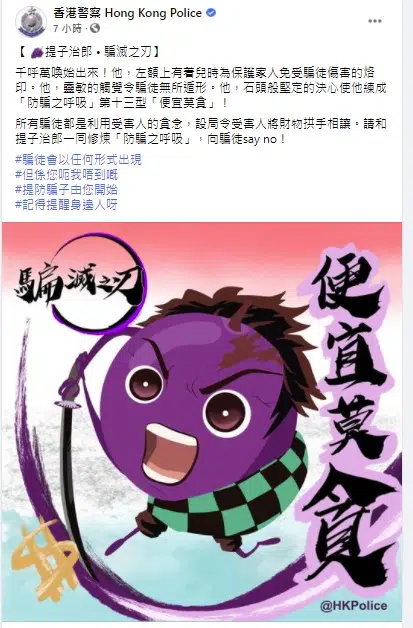 香港警察 Hong Kong Police
7 小時 ·
【 🍇提子治郎 • 騙滅之刃】
千呼萬喚始出來！他，左額上有着兒時為保護家人免受騙徒傷害的烙
印。他，靈敏的觸覺令騙徒無所遁形。他，石頭般堅定的決心使他練成
「防騙之呼吸」第十三型「便宜莫貪」！
所有騙徒都是利用受害人的貪念，設局令受害人將財物拱手相讓。請和
提子治郎一同修煉「防騙之呼吸」，向騙徒say no！
#騙徒會以任何形式出現
#但係您呃我唔到嘅
#提防騙子由您開始
#記得提醒身邊人呀
騙滅之刃
便宜莫貪
@HKPolice